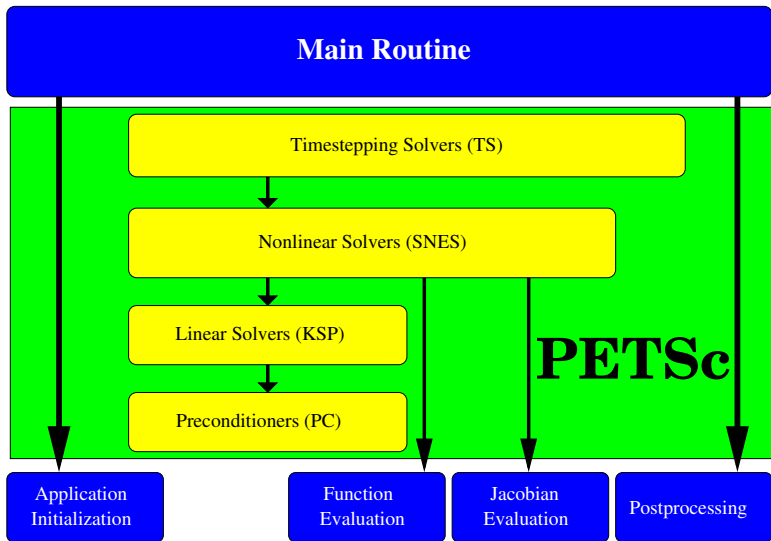 Main Routine
Timestepping Solvers (TS)
Nonlinear Solvers (SNES)
Linear Solvers (KSP)
PETSc
Preconditioners (PC)
Application
Initialization
Function
Evaluation
Jacobian
Evaluation
Postprocessing